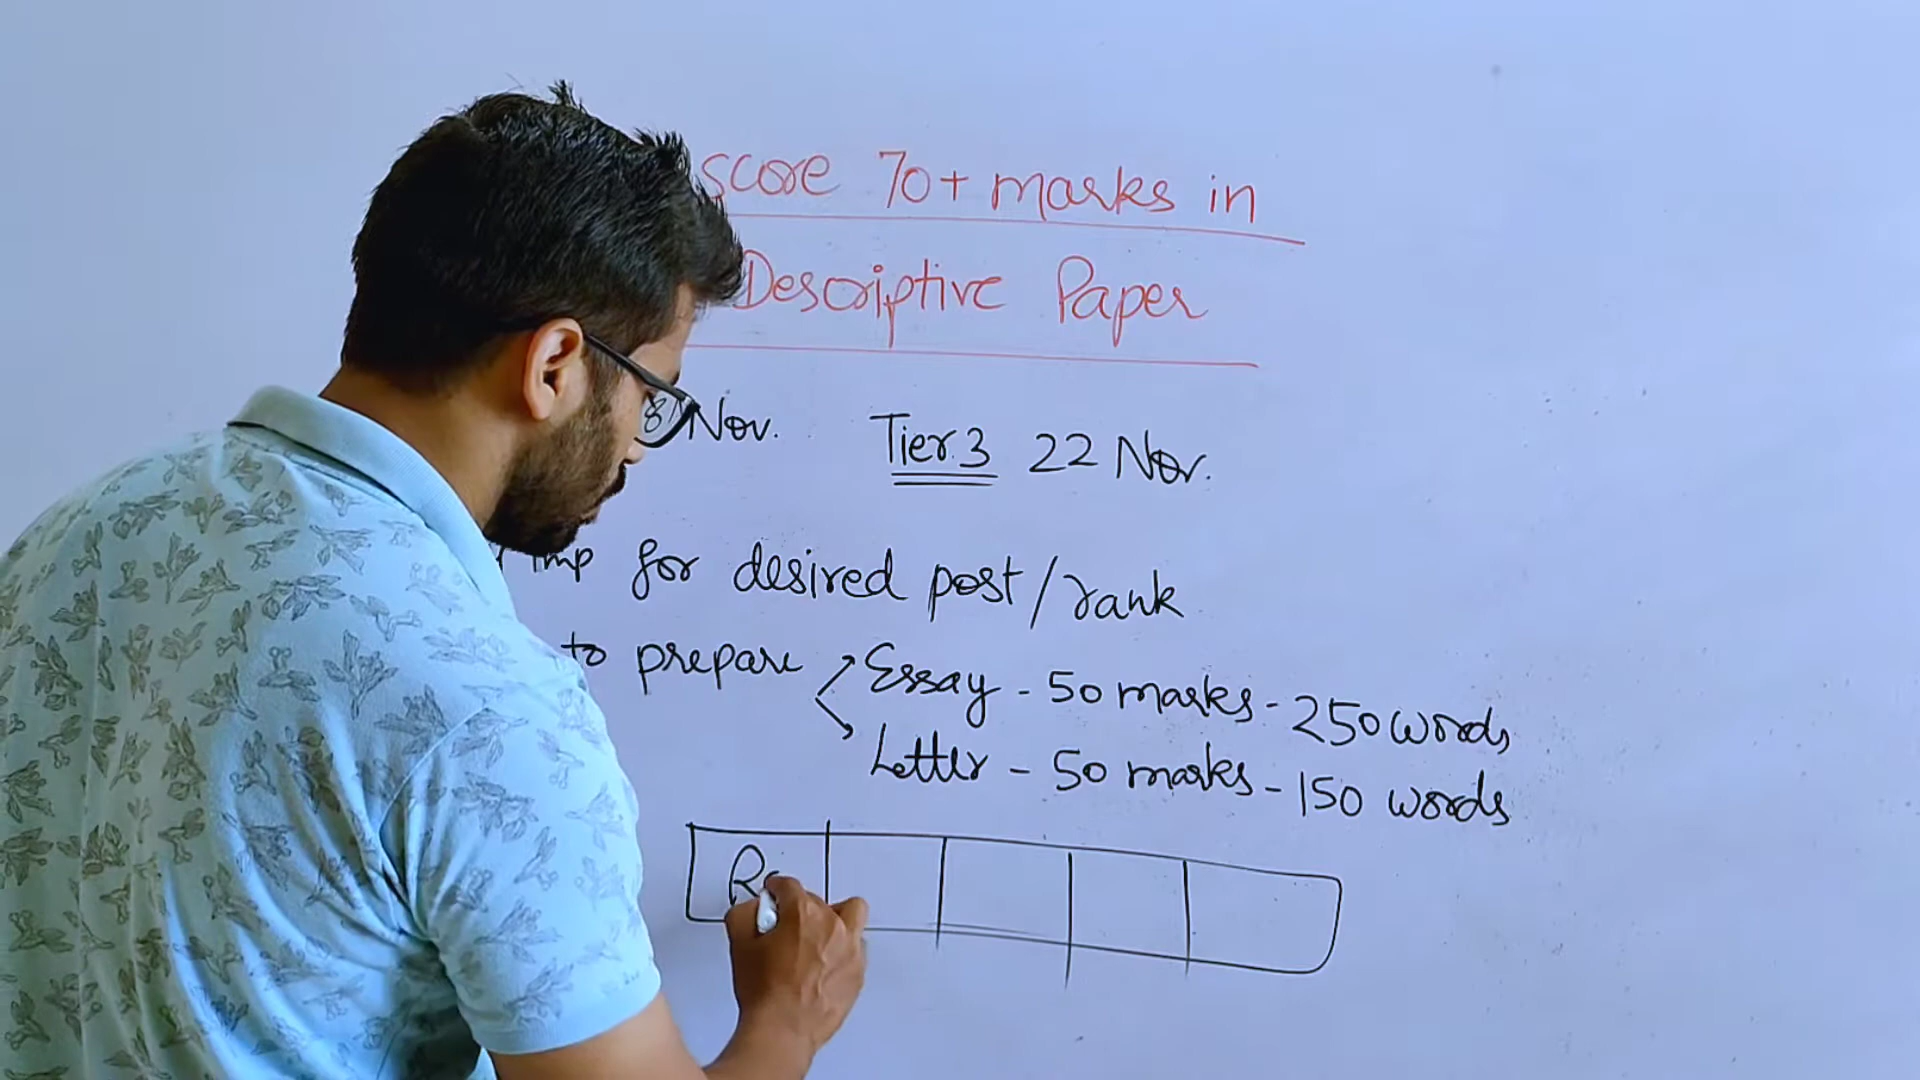 score 70+ marks in
Descriptive Paper
8 Nov. Tier.3 22 Nov.
Imp for desired post/rank
to prepare Essay - 50 marks - 250 words
Letter - 50 marks - 150 words